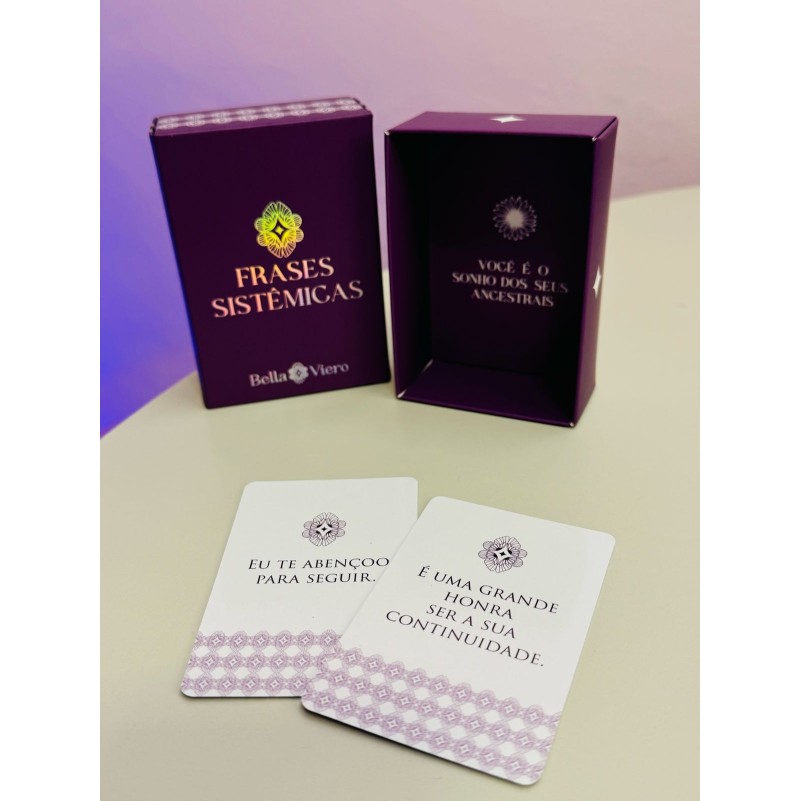 FRASES
SISTÊMICAS
Bella Viero
VOCÊ É O
SONHO DOS SEUS
ANCESTRAIS
EU TE ABENÇOO
PARA SEGUIR.
É UMA GRANDE
HONRA
SER A SUA
CONTINUIDADE.